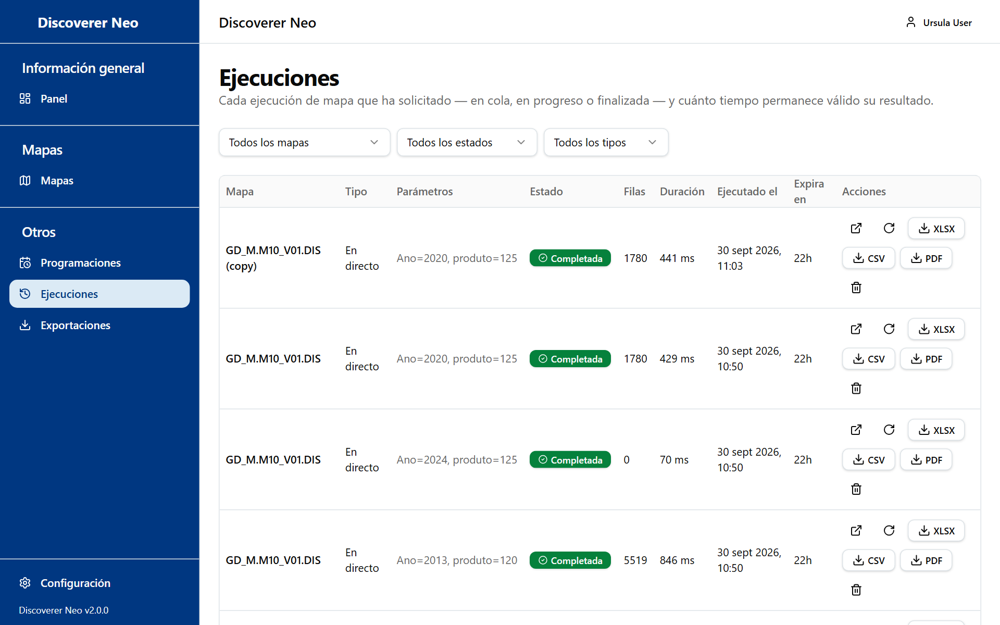 Discoverer Neo
Información general
Panel
Mapas
Mapas
Otros
Programaciones
Ejecuciones
Exportaciones
Configuración
Discoverer Neo v2.0.0
Discoverer Neo
Ursula User
Ejecuciones
Cada ejecución de mapa que ha solicitado — en cola, en progreso o finalizada — y cuánto tiempo permanece válido su resultado.
Todos los mapas
Todos los estados
Todos los tipos
Mapa Tipo Parámetros Estado Filas Duración Ejecutado el Expira en Acciones
GD_M.M10_V01.DIS (copy) En directo Ano=2020, produto=125 Completada 1780 441 ms 30 sept 2026, 11:03 22h XLSX CSV PDF
GD_M.M10_V01.DIS En directo Ano=2020, produto=125 Completada 1780 429 ms 30 sept 2026, 10:50 22h XLSX CSV PDF
GD_M.M10_V01.DIS En directo Ano=2024, produto=125 Completada 0 70 ms 30 sept 2026, 10:50 22h XLSX CSV PDF
GD_M.M10_V01.DIS En directo Ano=2013, produto=120 Completada 5519 846 ms 30 sept 2026, 10:50 22h XLSX CSV PDF